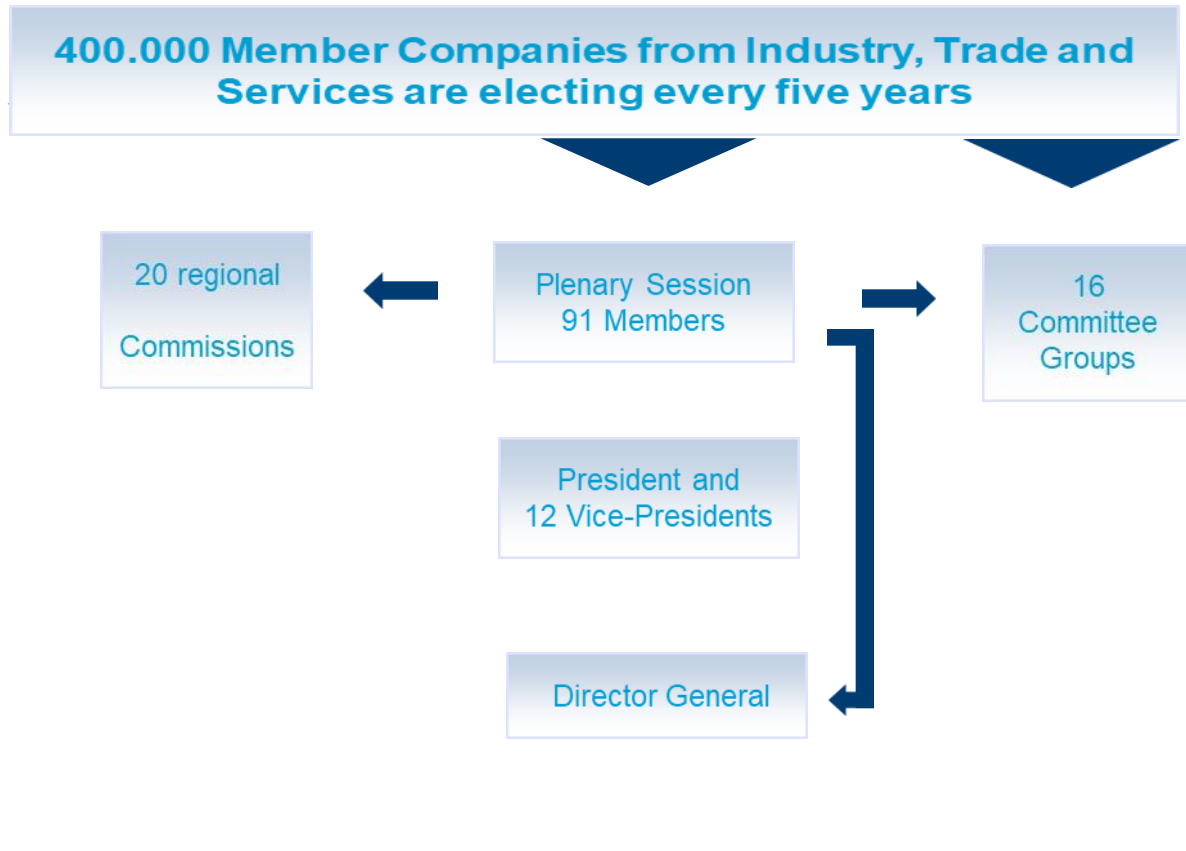 400.000 Member Companies from Industry, Trade and
Services are electing every five years
20 regional
Commissions
Plenary Session
91 Members
16
Committee
Groups
President and
12 Vice-Presidents
Director General